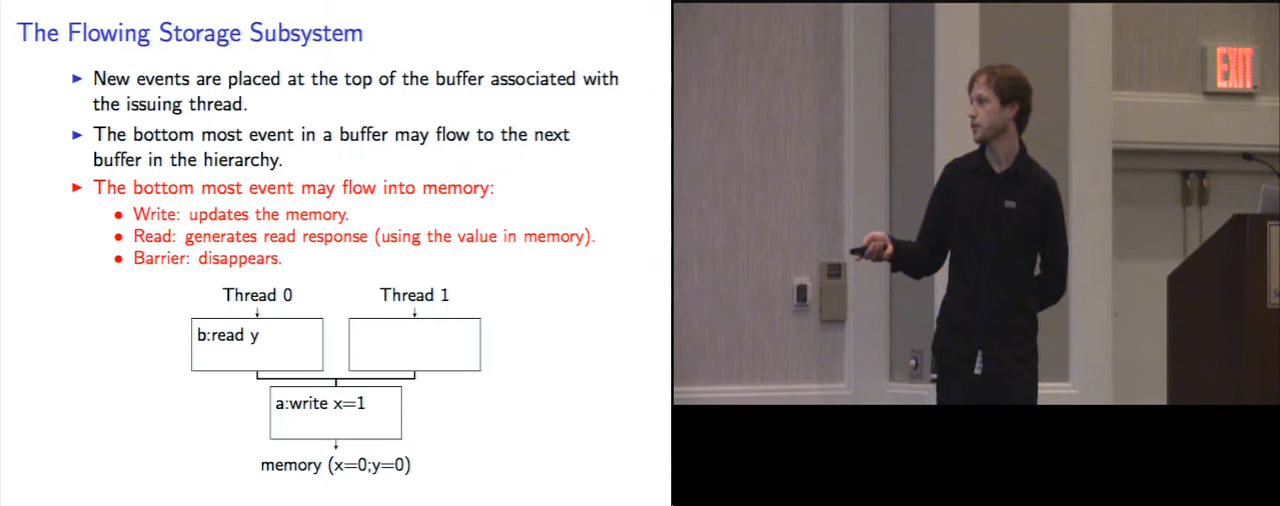 The Flowing Storage Subsystem
New events are placed at the top of the buffer associated with
the issuing thread.
The bottom most event in a buffer may flow to the next
buffer in the hierarchy.
The bottom most event may flow into memory:
Write: updates the memory.
Read: generates read response (using the value in memory).
Barrier: disappears.
Thread 0
Thread 1
b:read y
a:write x=1
memory (x=0;y=0)
EXIT